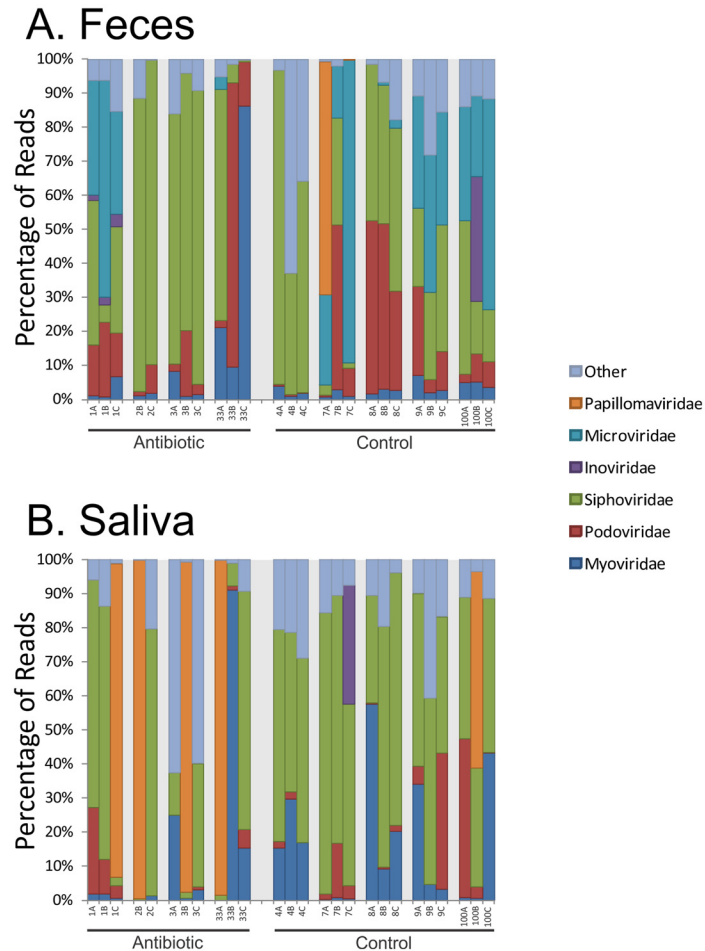 A. Feces
Percentage of Reads
100%
90%
80%
70%
60%
50%
40%
30%
20%
10%
0%
1A 1B 1C 2B 2C 3A 3B 3C 33A 33B 33C 4A 4B 4C 7A 7B 7C 8A 8B 8C 9A 9B 9C 100A 100B 100C
Antibiotic Control
Other
Papillomaviridae
Microviridae
Inoviridae
Siphoviridae
Podoviridae
Myoviridae
B. Saliva
Percentage of Reads
100%
90%
80%
70%
60%
50%
40%
30%
20%
10%
0%
1A 1B 1C 2B 2C 3A 3B 3C 33A 33B 33C 4A 4B 4C 7A 7B 7C 8A 8B 8C 9A 9B 9C 100A 100B 100C
Antibiotic Control